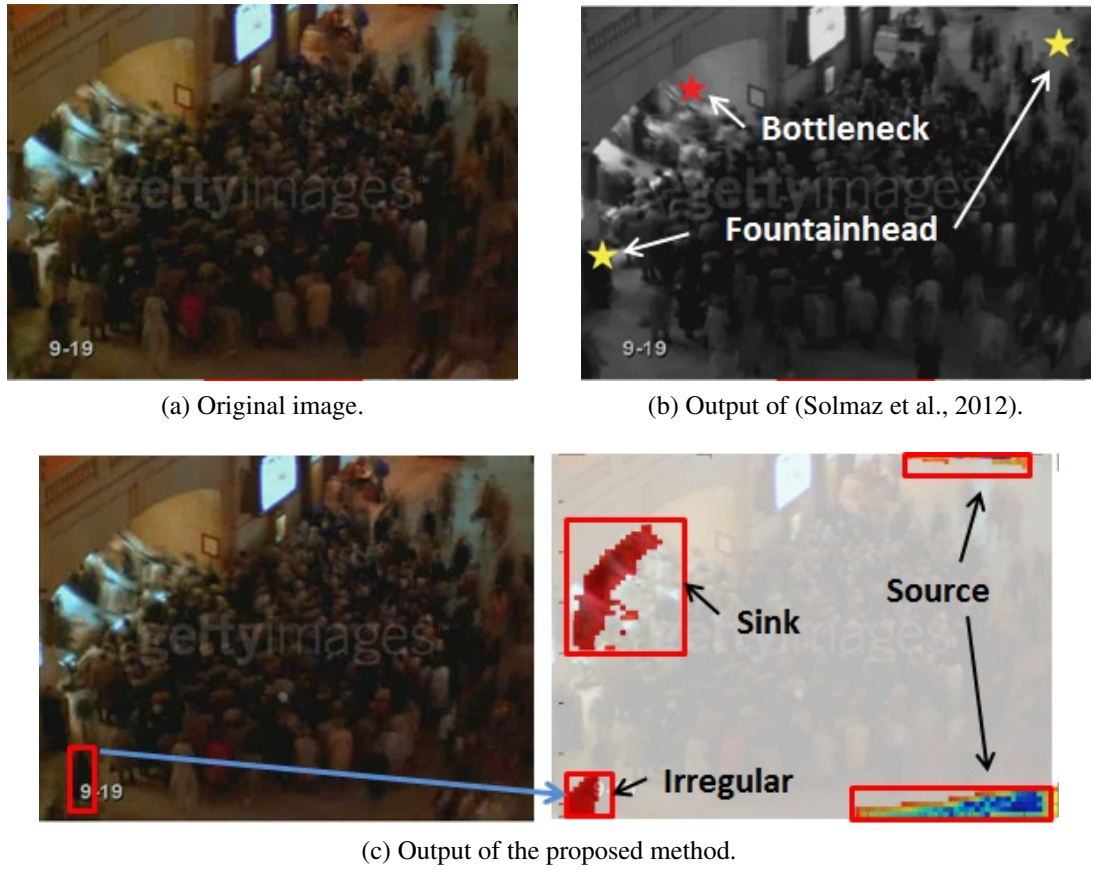 gettyimages
9-19
(a) Original image.
Bottleneck
Fountainhead
gettyimages
9-19
(b) Output of (Solmaz et al., 2012).
gettyimages
9-19
Source
Sink
Irregular
(c) Output of the proposed method.